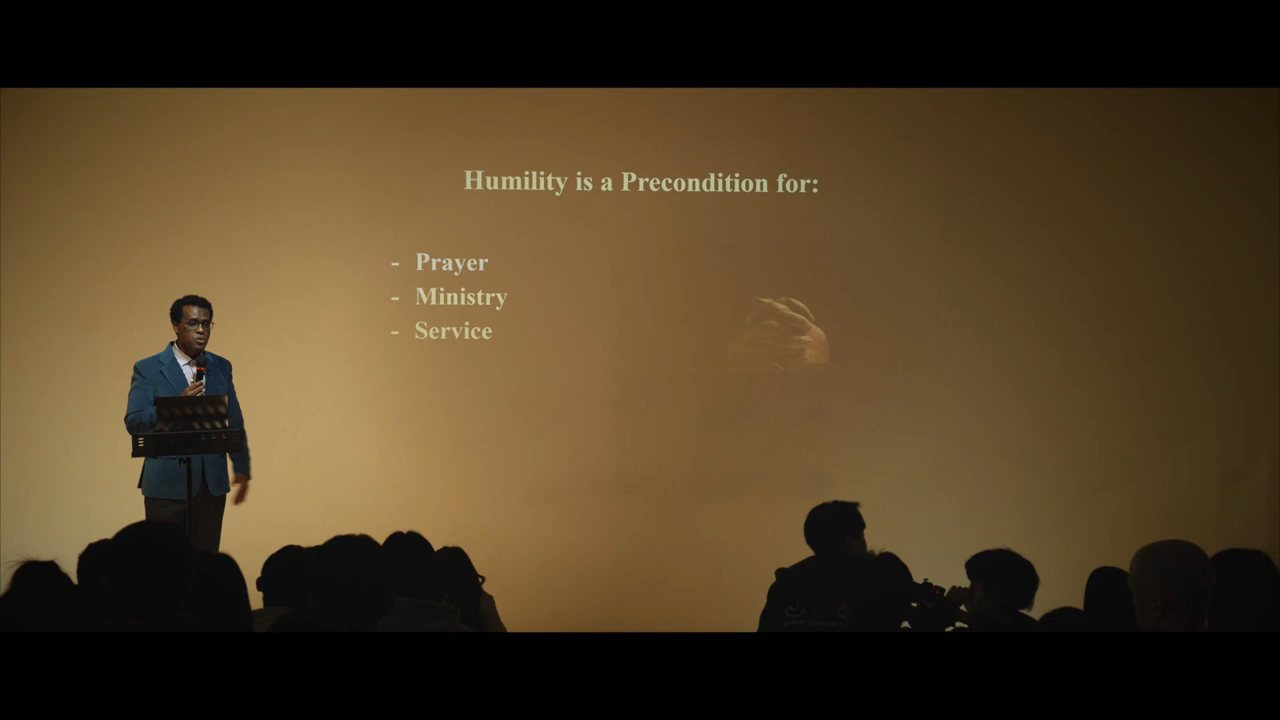 Humility is a Precondition for:
- Prayer
- Ministry
- Service